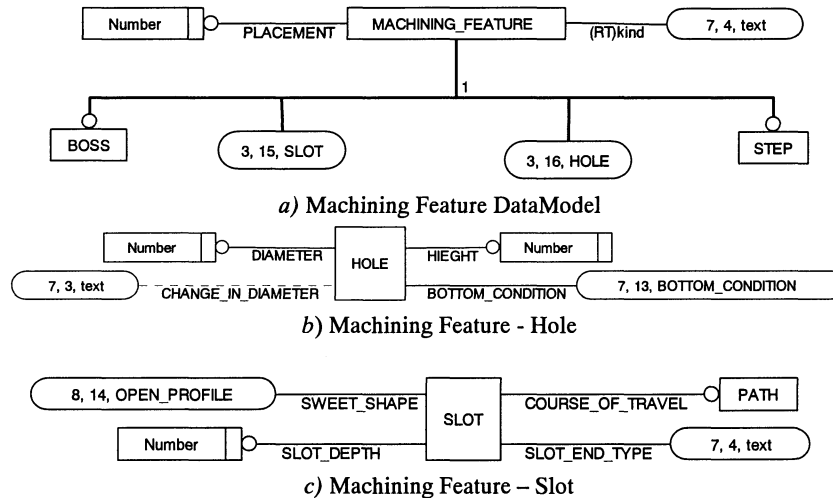 Number PLACEMENT MACHINING_FEATURE (RT)kind 7, 4, text
1
BOSS 3, 15, SLOT 3, 16, HOLE STEP
a) Machining Feature DataModel
Number DIAMETER HOLE HIEGHT Number
7, 3, text CHANGE_IN_DIAMETER BOTTOM_CONDITION 7, 13, BOTTOM_CONDITION
b) Machining Feature - Hole
8, 14, OPEN_PROFILE SWEET_SHAPE SLOT COURSE_OF_TRAVEL PATH
Number SLOT_DEPTH SLOT_END_TYPE 7, 4, text
c) Machining Feature – Slot